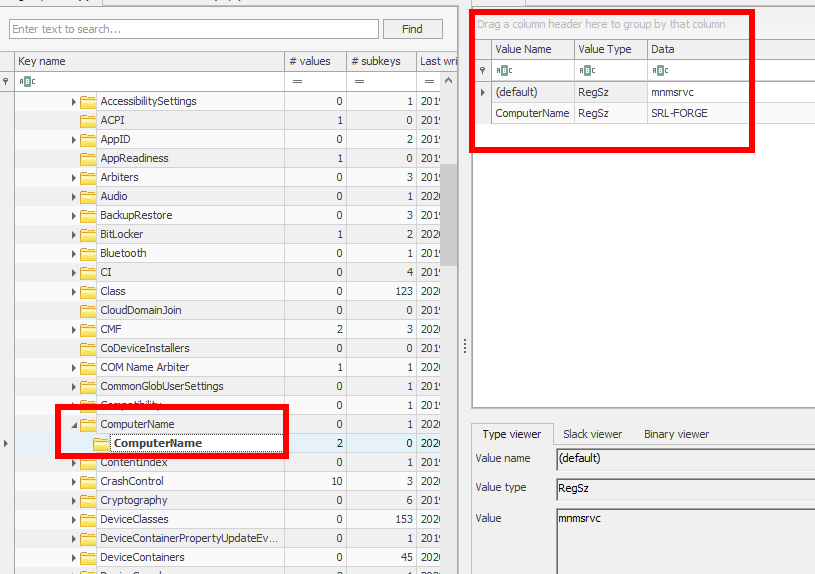 Enter text to search...
Find
Key name # values # subkeys Last wri
= = =
AccessibilitySettings 0 1 2019
ACPI 1 0 2019
AppID 0 2 2019
AppReadiness 1 0 2019
Arbiters 0 3 2019
Audio 0 1 2020
BackupRestore 0 3 2019
BitLocker 1 2 2020
Bluetooth 0 1 2019
CI 0 4 2019
Class 0 123 2020
CloudDomainJoin 0 0 2019
CMF 2 3 2020
CoDeviceInstallers 0 0 2019
COM Name Arbiter 1 1 2020
CommonGlobUserSettings 0 1 2019
ComputerName 0 1 2020
ComputerName 2 0 2020
ContentIndex 0 1 2019
CrashControl 10 3 2020
Cryptography 0 6 2019
DeviceClasses 0 153 2020
DeviceContainerPropertyUpdateEv... 0 1 2019
DeviceContainers 0 45 2020
Drag a column header here to group by that column
Value Name Value Type Data
(default) RegSz mnmsrvc
ComputerName RegSz SRL-FORGE
Type viewer Slack viewer Binary viewer
Value name (default)
Value type RegSz
Value mnmsrvc